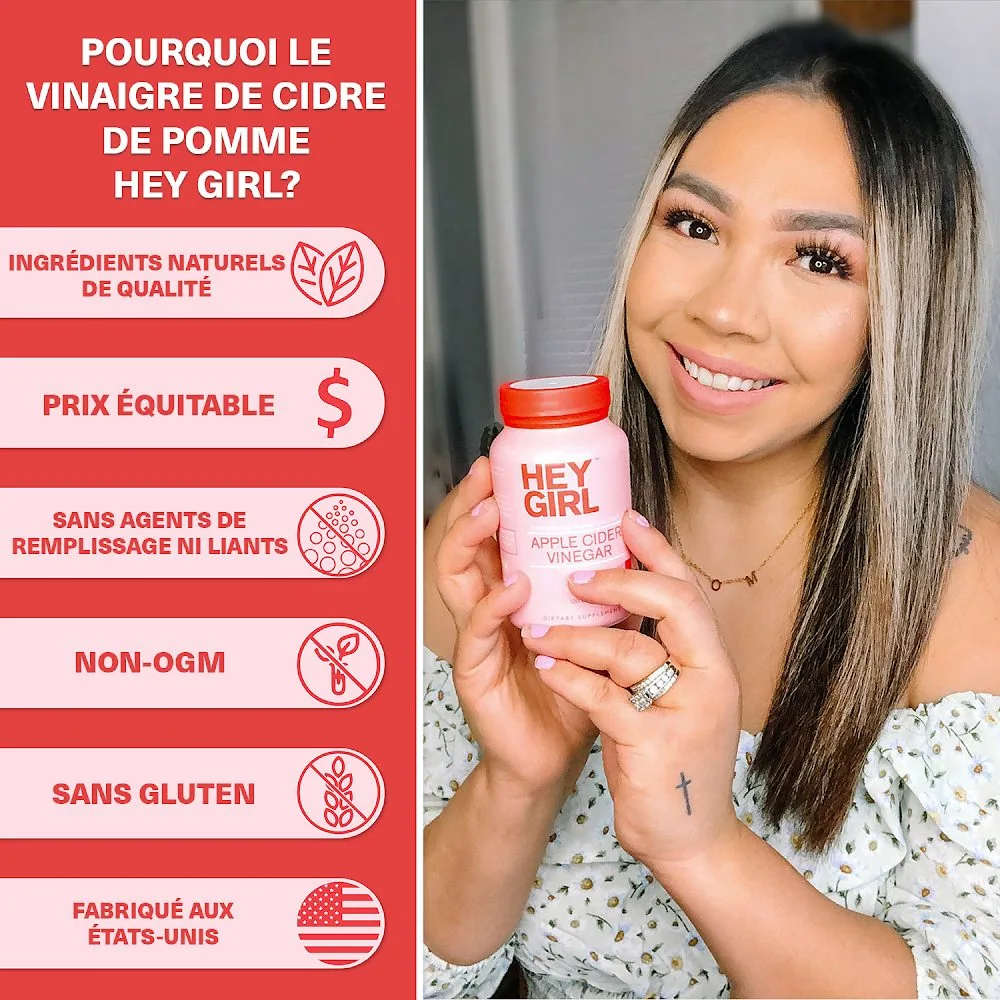 POURQUOI LE
VINAIGRE DE CIDRE
DE POMME
HEY GIRL?
INGRÉDIENTS NATURELS
DE QUALITÉ
PRIX ÉQUITABLE
$
SANS AGENTS DE
REMPLISSAGE NI LIANTS
NON-OGM
SANS GLUTEN
FABRIQUÉ AUX
ÉTATS-UNIS
HEY
GIRL
APPLE CIDER
VINEGAR
DIETARY SUPPLEMENT
O M